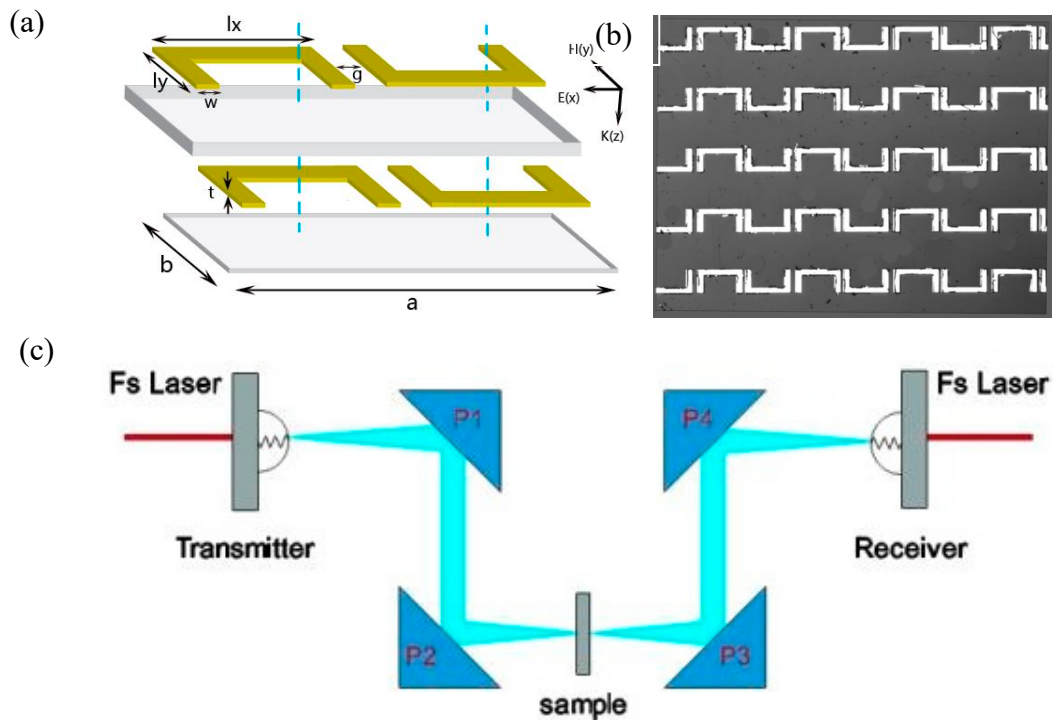 (a)
lx
ly
w
g
H(y)
E(x)
K(z)
t
b
a
(b)
(c)
Fs Laser
P1
P4
Fs Laser
Transmitter
Receiver
P2
P3
sample